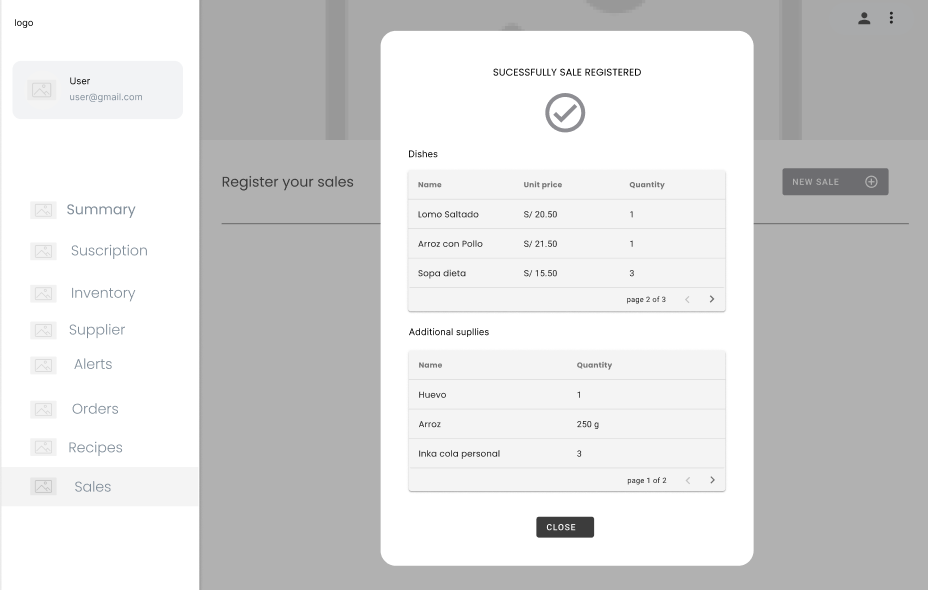 logo
User
user@gmail.com
Summary
Suscription
Inventory
Supplier
Alerts
Orders
Recipes
Sales
Register your sales
NEW SALE
SUCESSFULLY SALE REGISTERED
Dishes
Name Unit price Quantity
Lomo Saltado S/ 20.50 1
Arroz con Pollo S/ 21.50 1
Sopa dieta S/ 15.50 3
page 2 of 3
Additional supllies
Name Quantity
Huevo 1
Arroz 250 g
Inka cola personal 3
page 1 of 2
CLOSE